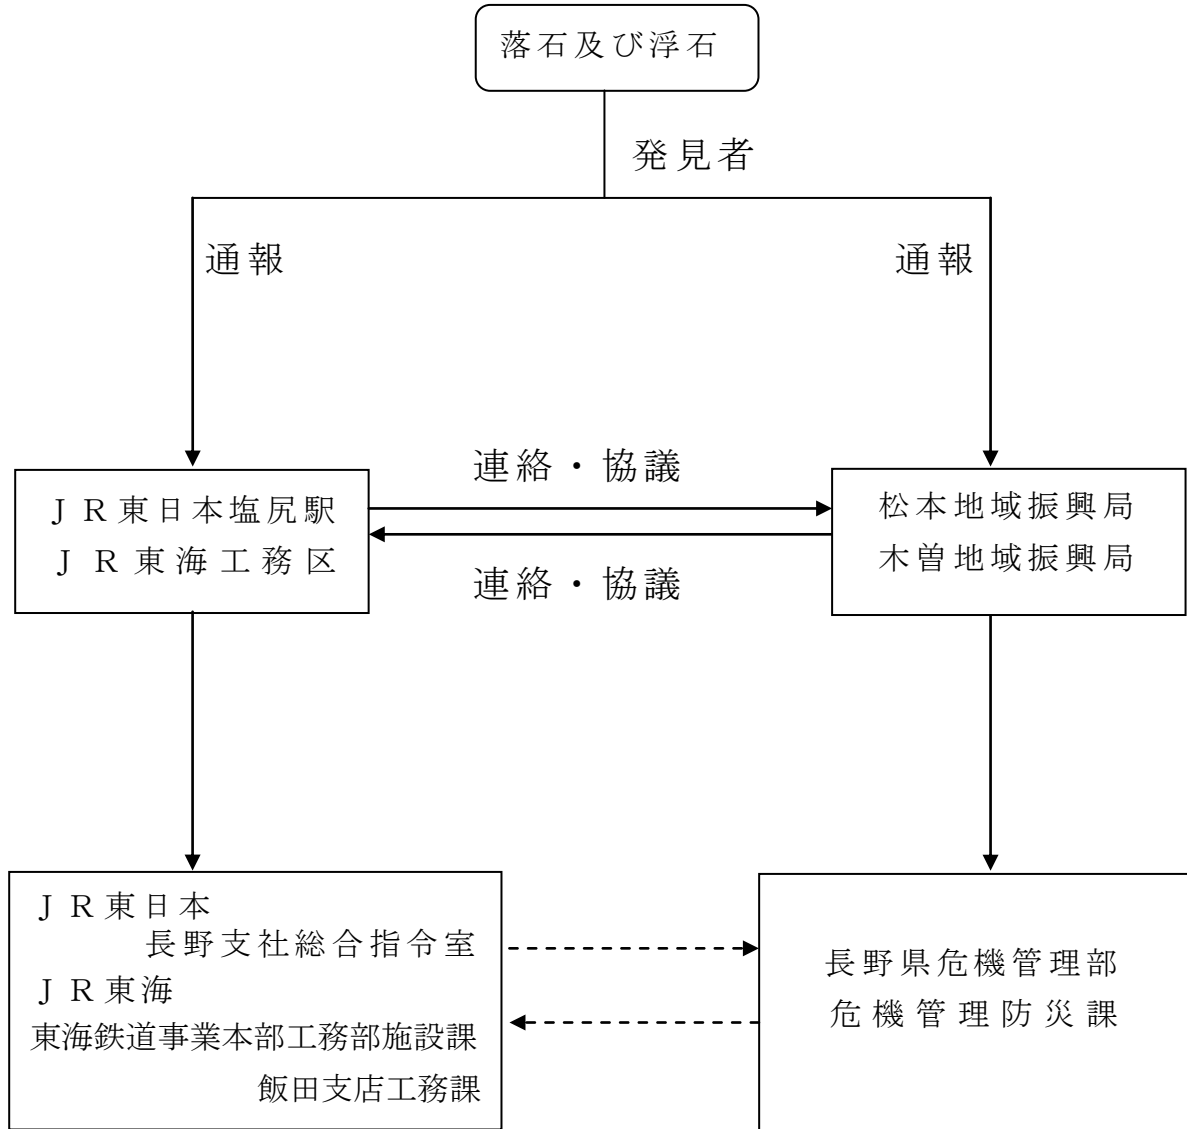 落石及び浮石
発見者
通報
通報
連絡・協議
ＪＲ東日本塩尻駅
ＪＲ東海工務区
松本地域振興局
木曽地域振興局
連絡・協議
ＪＲ東日本
長野支社総合指令室
ＪＲ東海
東海鉄道事業本部工務部施設課
飯田支店工務課
長野県危機管理部
危機管理防災課